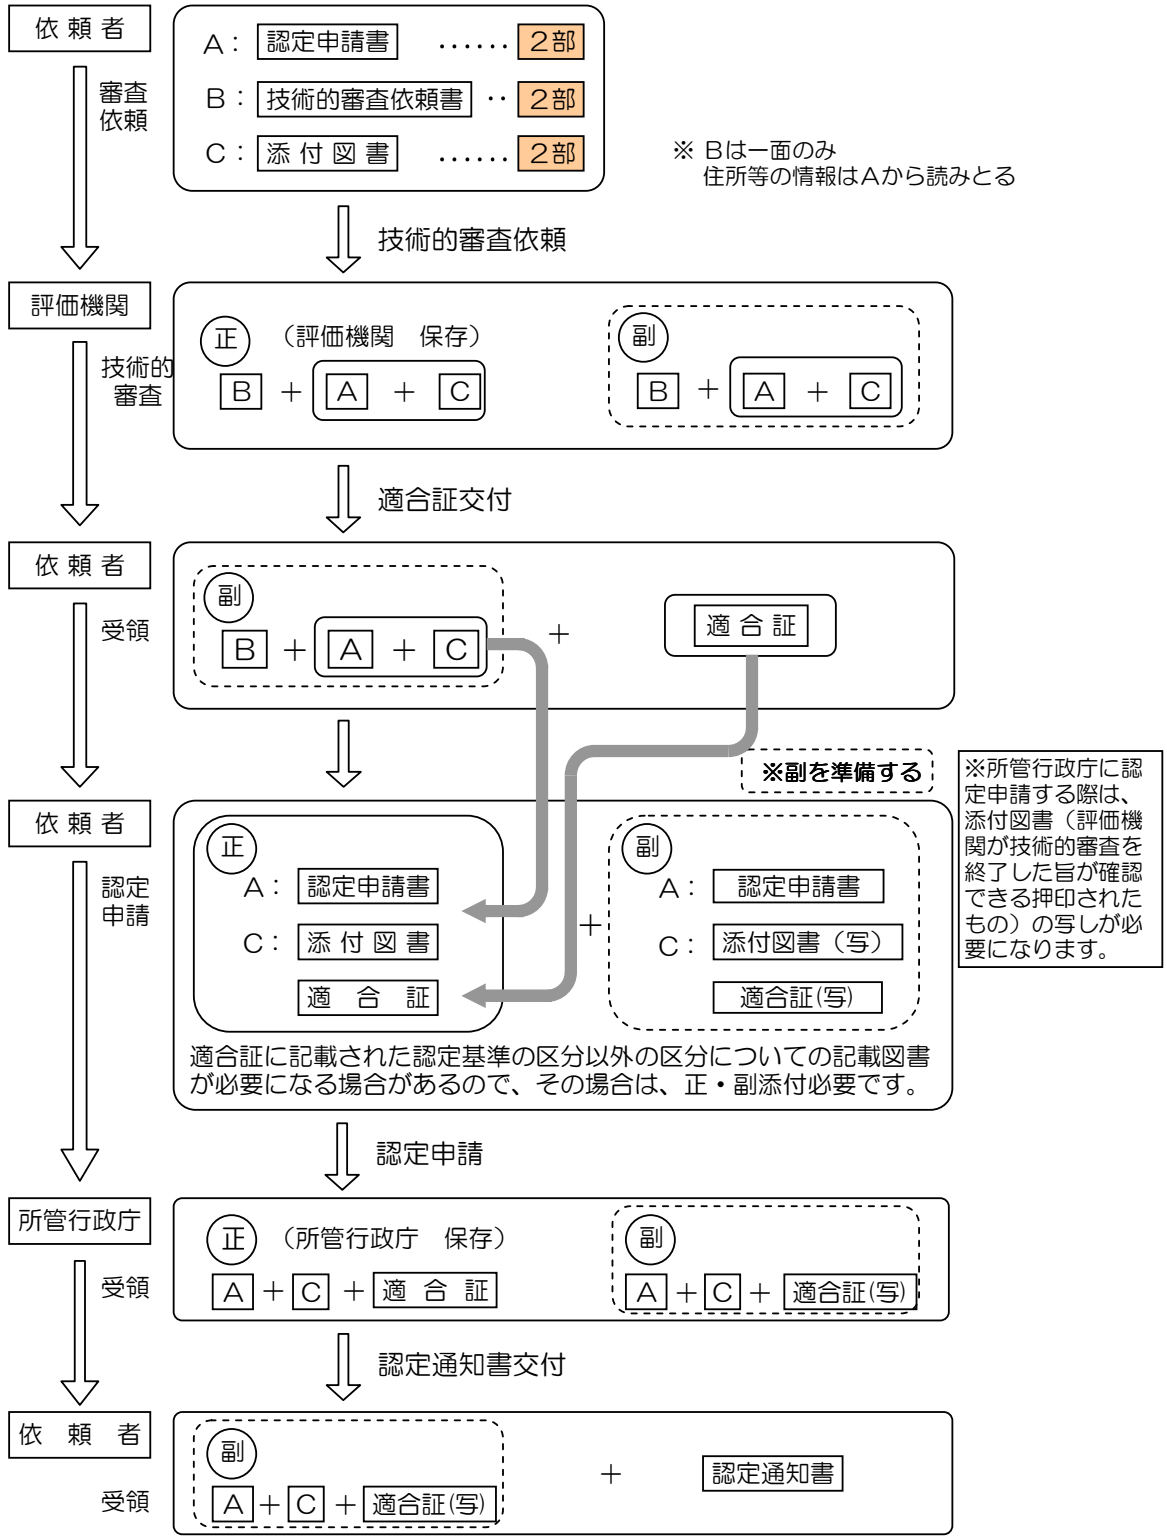 依 頼 者
A： 認定申請書 …… ２部
審査
依頼
B： 技術的審査依頼書 ‥ ２部
C： 添 付 図 書 …… ２部
※ Bは一面のみ
住所等の情報はAから読みとる
技術的審査依頼
評価機関
正 （評価機関 保存）
副
技術的
審査
B ＋ A ＋ C
B ＋ A ＋ C
適合証交付
依 頼 者
副
受領
B ＋ A ＋ C ＋ 適 合 証
※副を準備する
※所管行政庁に認
定申請する際は、
添付図書（評価機
関が技術的審査を
終了した旨が確認
できる押印された
もの）の写しが必
要になります。
依 頼 者
認定
申請
正
A： 認定申請書
C： 添 付 図 書
適 合 証
＋
副
A： 認定申請書
C： 添付図書（写）
適合証(写)
適合証に記載された認定基準の区分以外の区分についての記載図書
が必要になる場合があるので、その場合は、正・副添付必要です。
認定申請
所管行政庁
正 （所管行政庁 保存）
副
受領
A ＋ C ＋ 適 合 証
A ＋ C ＋ 適合証(写)
認定通知書交付
依 頼 者
副
受領
A ＋ C ＋ 適合証(写) ＋ 認定通知書